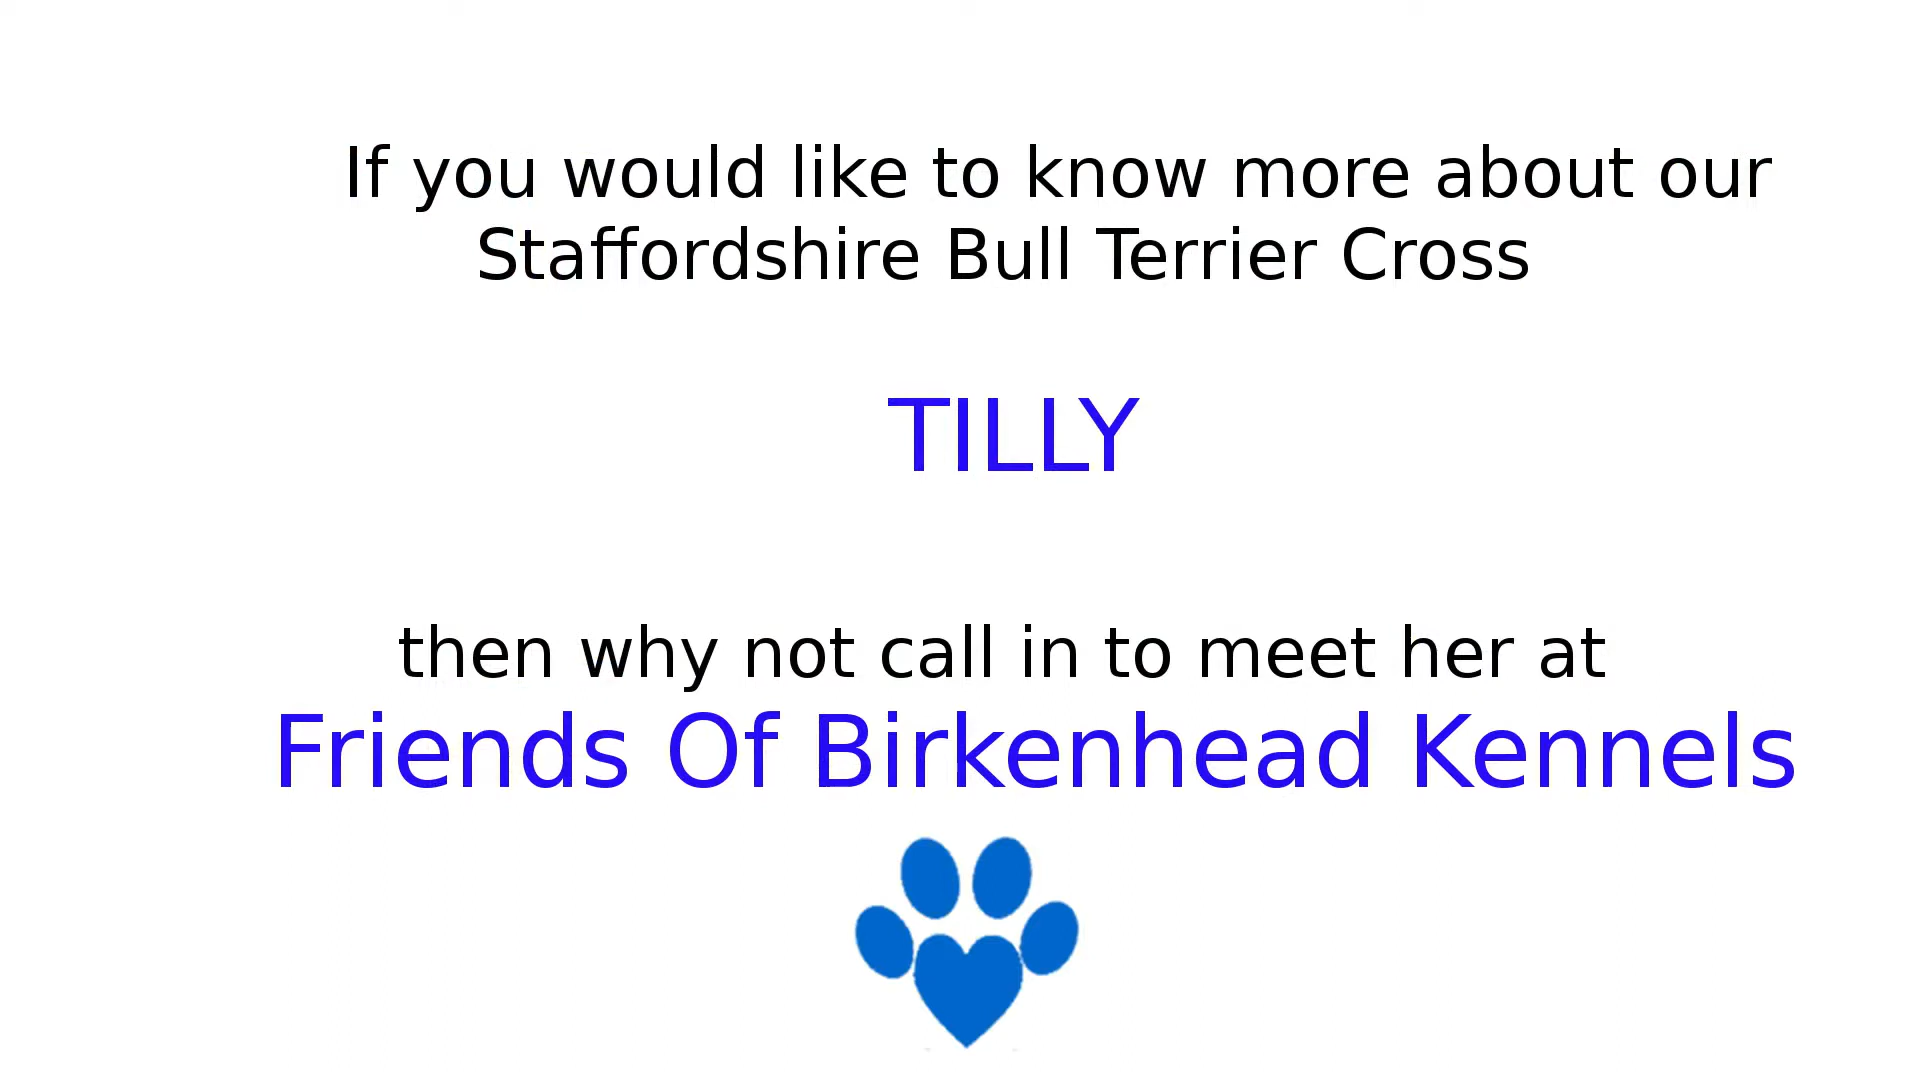 If you would like to know more about our
Staffordshire Bull Terrier Cross
TILLY
then why not call in to meet her at
Friends Of Birkenhead Kennels